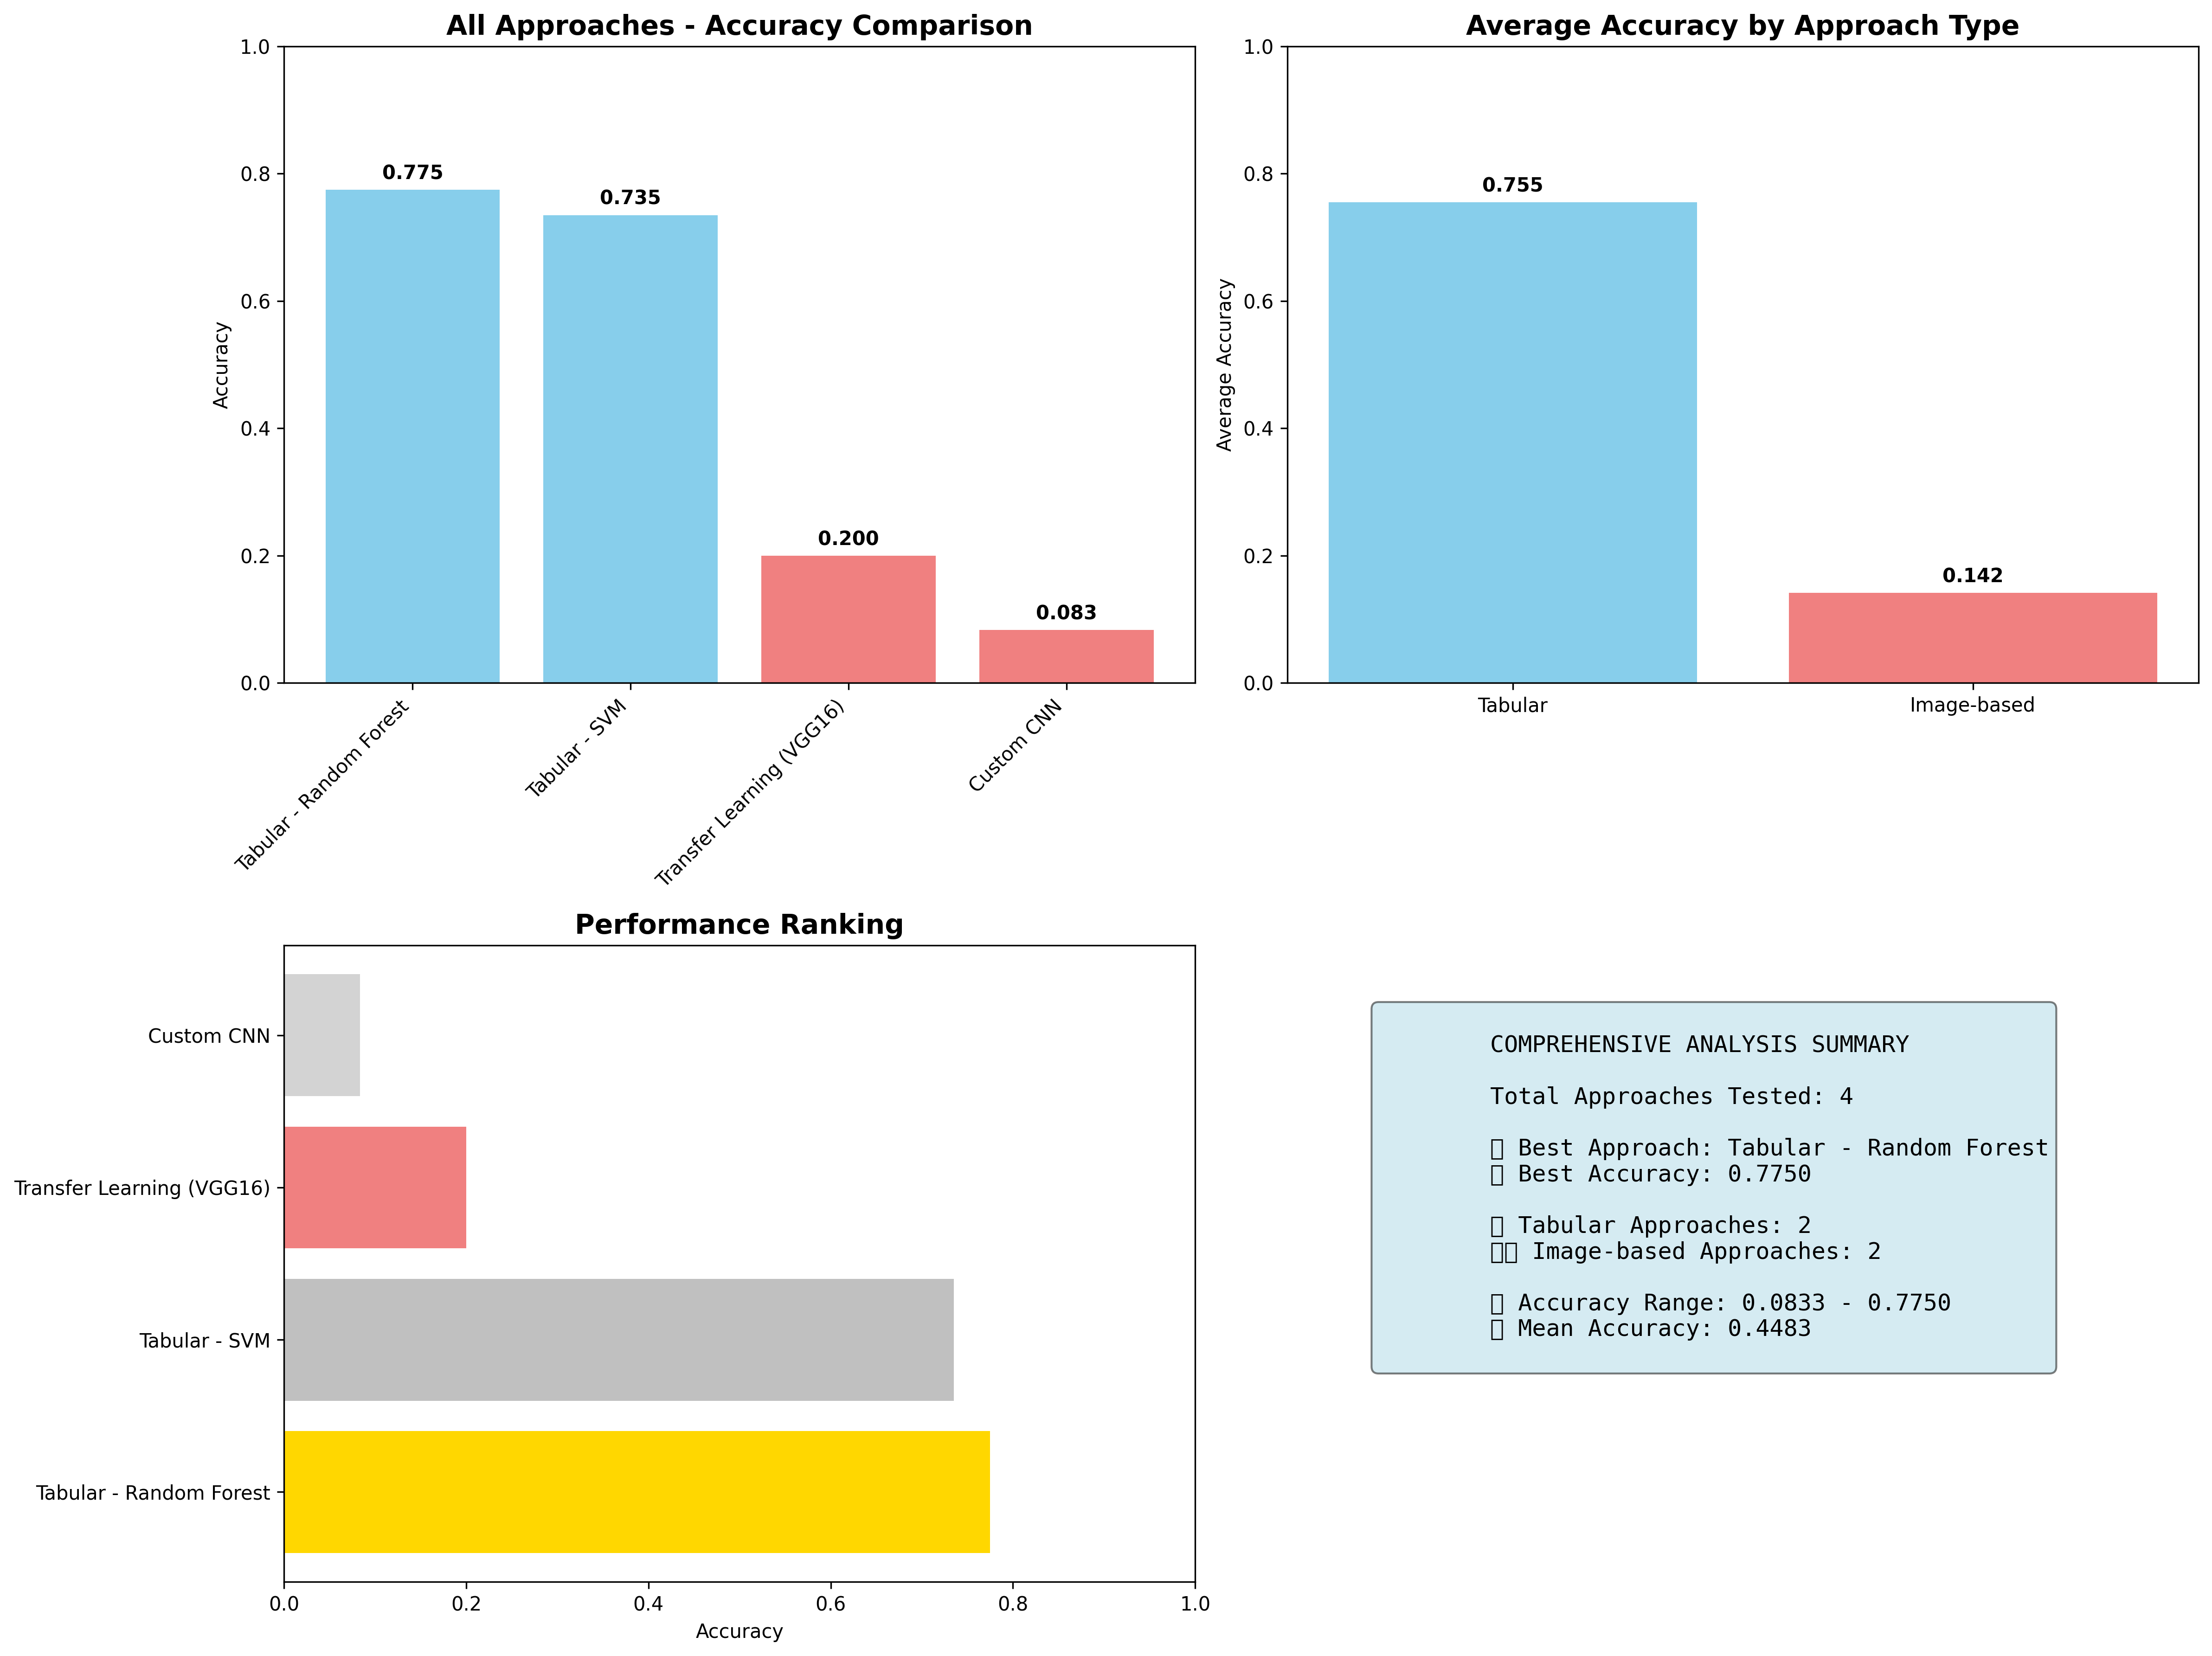 All Approaches - Accuracy Comparison
1.0
0.8
0.6
0.4
0.2
0.0
Accuracy
0.775
0.735
0.200
0.083
Tabular - Random Forest
Tabular - SVM
Transfer Learning (VGG16)
Custom CNN
Average Accuracy by Approach Type
1.0
0.8
0.6
0.4
0.2
0.0
Average Accuracy
0.755
0.142
Tabular
Image-based
Performance Ranking
Custom CNN
Transfer Learning (VGG16)
Tabular - SVM
Tabular - Random Forest
0.0 0.2 0.4 0.6 0.8 1.0
Accuracy
COMPREHENSIVE ANALYSIS SUMMARY
Total Approaches Tested: 4
Best Approach: Tabular - Random Forest
Best Accuracy: 0.7750
Tabular Approaches: 2
Image-based Approaches: 2
Accuracy Range: 0.0833 - 0.7750
Mean Accuracy: 0.4483